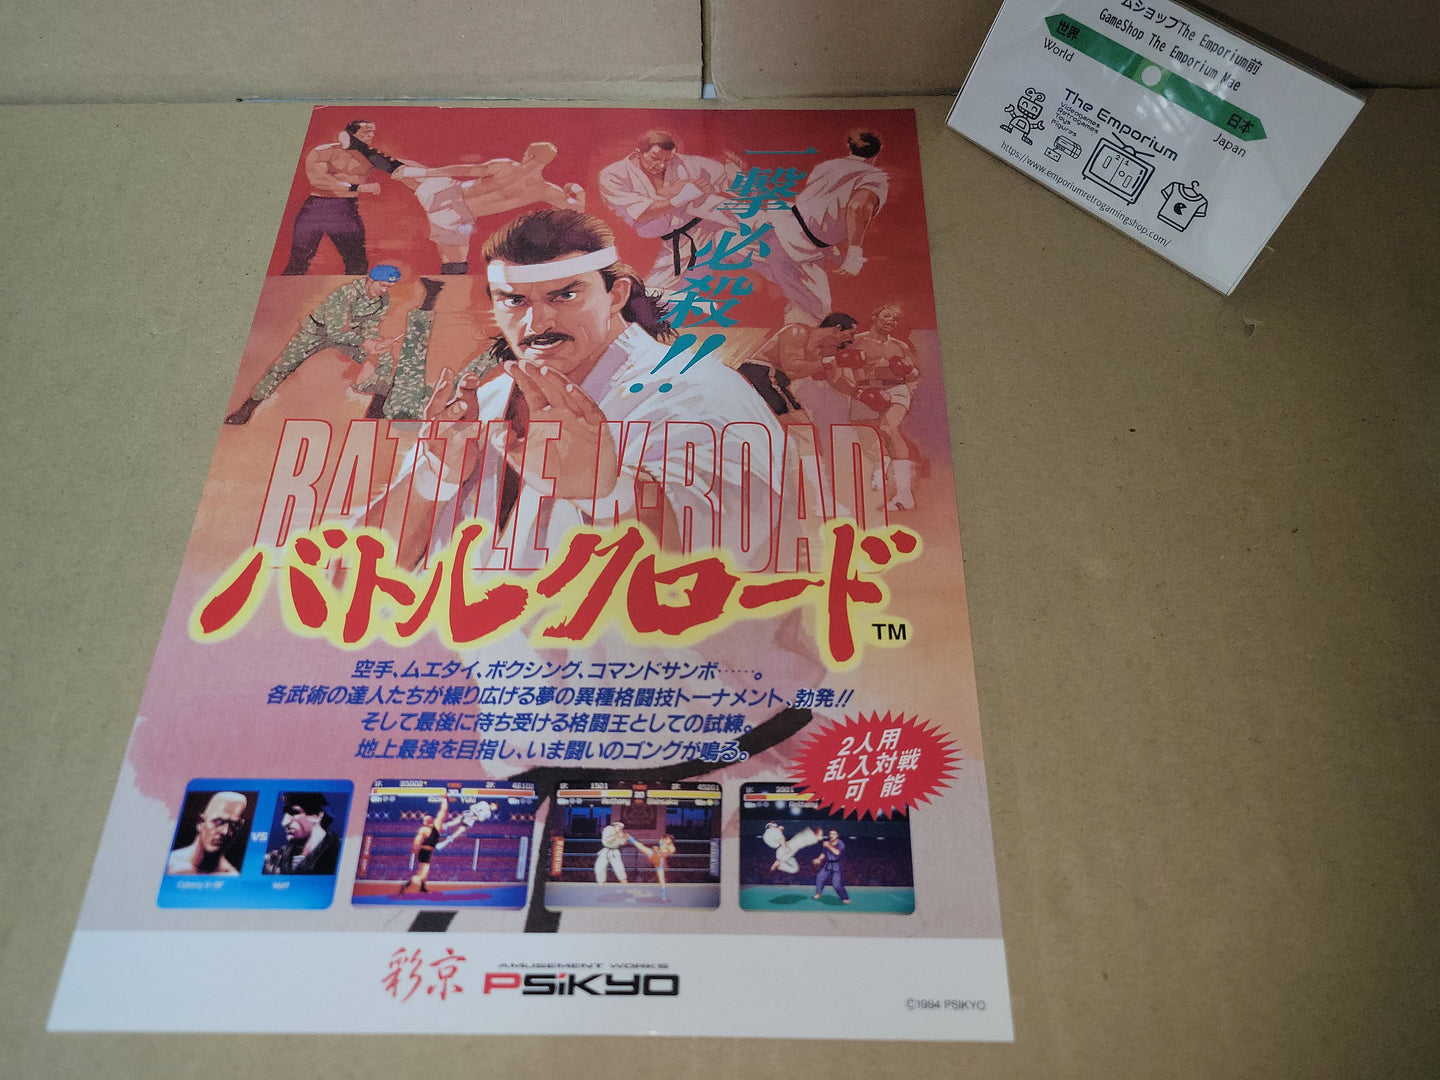 ムショップThe Emporium前
GameShop The Emporium Mae
世界
World
日本
Japan
The Emporium
Videogames
Retrogames
Toys
Figures
https://www.emporiumretrogamingshop.com/
一撃必殺!!
BATTLE K-ROAD
バトルクロード
TM
空手、ムエタイ、ボクシング、コマンドサンボ……。
各武術の達人たちが繰り広げる夢の異種格闘技トーナメント、勃発!!
そして最後に待ち受ける格闘王としての試練。
地上最強を目指し、いま闘いのゴングが鳴る。
2人用
乱入対戦
可能
VS
Yuki
Anthony
Shinsaku
彩京
AMUSEMENT WORKS
PSiKYO
©1994 PSIKYO